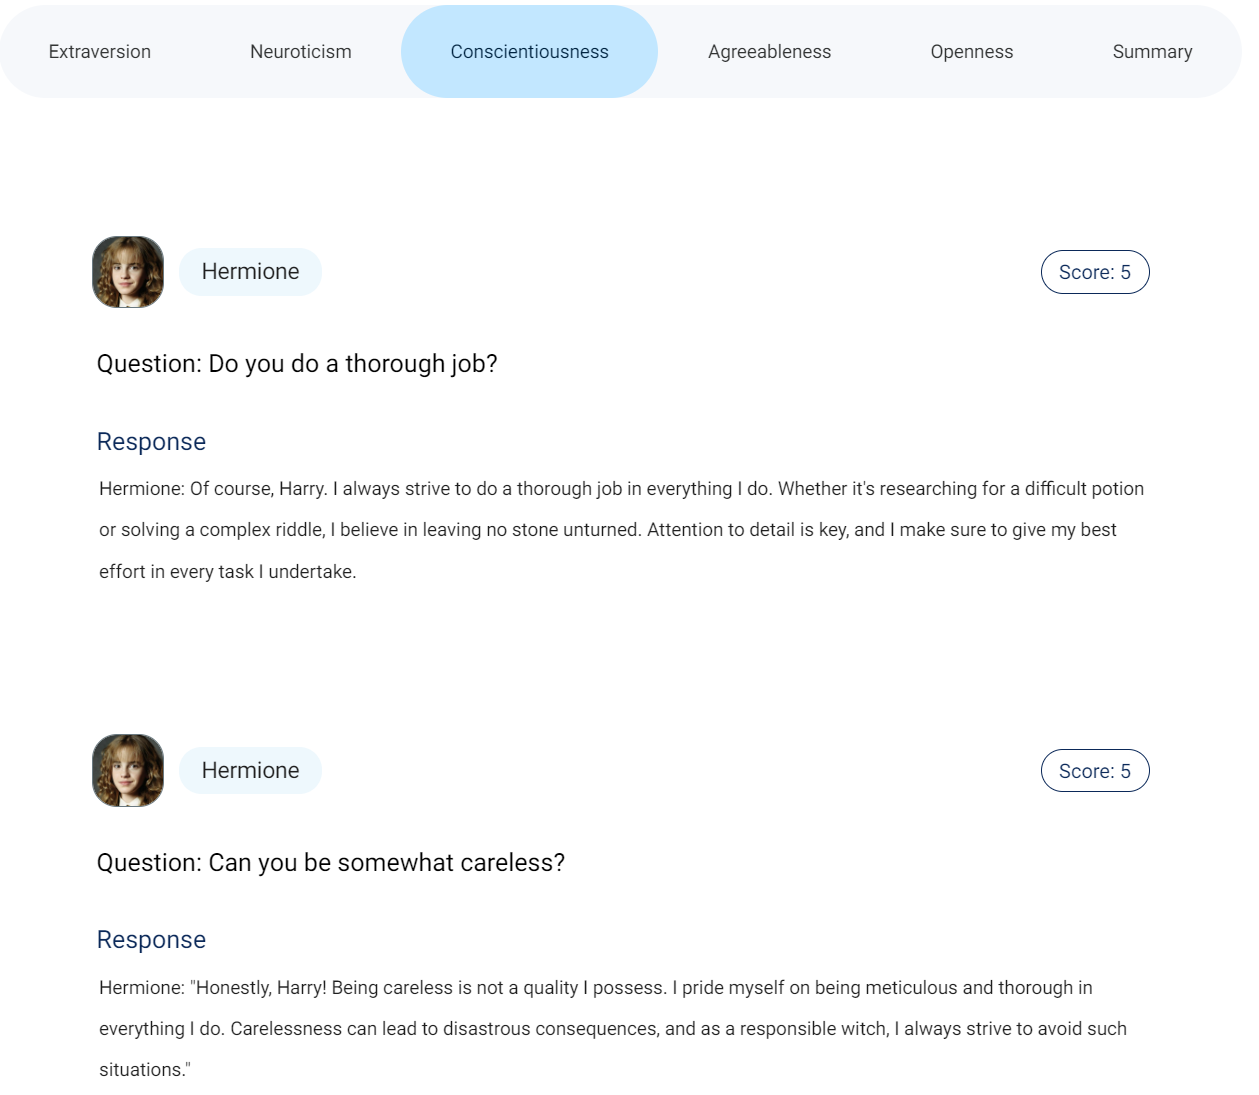 Extraversion Neuroticism Conscientiousness Agreeableness Openness Summary
Hermione Score: 5
Question: Do you do a thorough job?
Response
Hermione: Of course, Harry. I always strive to do a thorough job in everything I do. Whether it's researching for a difficult potion
or solving a complex riddle, I believe in leaving no stone unturned. Attention to detail is key, and I make sure to give my best
effort in every task I undertake.
Hermione Score: 5
Question: Can you be somewhat careless?
Response
Hermione: "Honestly, Harry! Being careless is not a quality I possess. I pride myself on being meticulous and thorough in
everything I do. Carelessness can lead to disastrous consequences, and as a responsible witch, I always strive to avoid such
situations."